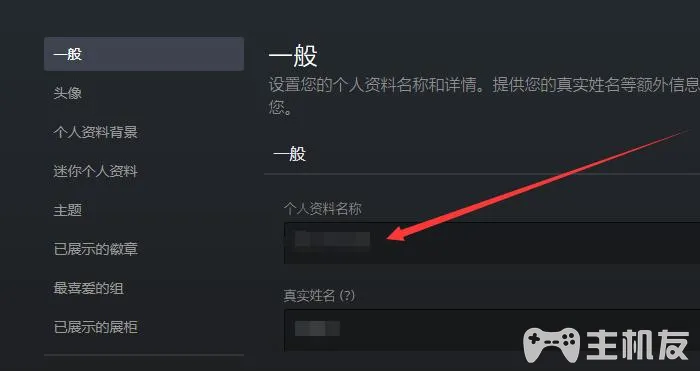 一般
头像
个人资料背景
迷你个人资料
主题
已展示的徽章
最喜爱的组
已展示的展柜
一般
设置您的个人资料名称和详情。提供您的真实姓名等额外信息
您。
一般
个人资料名称
真实姓名 (?)
主机友